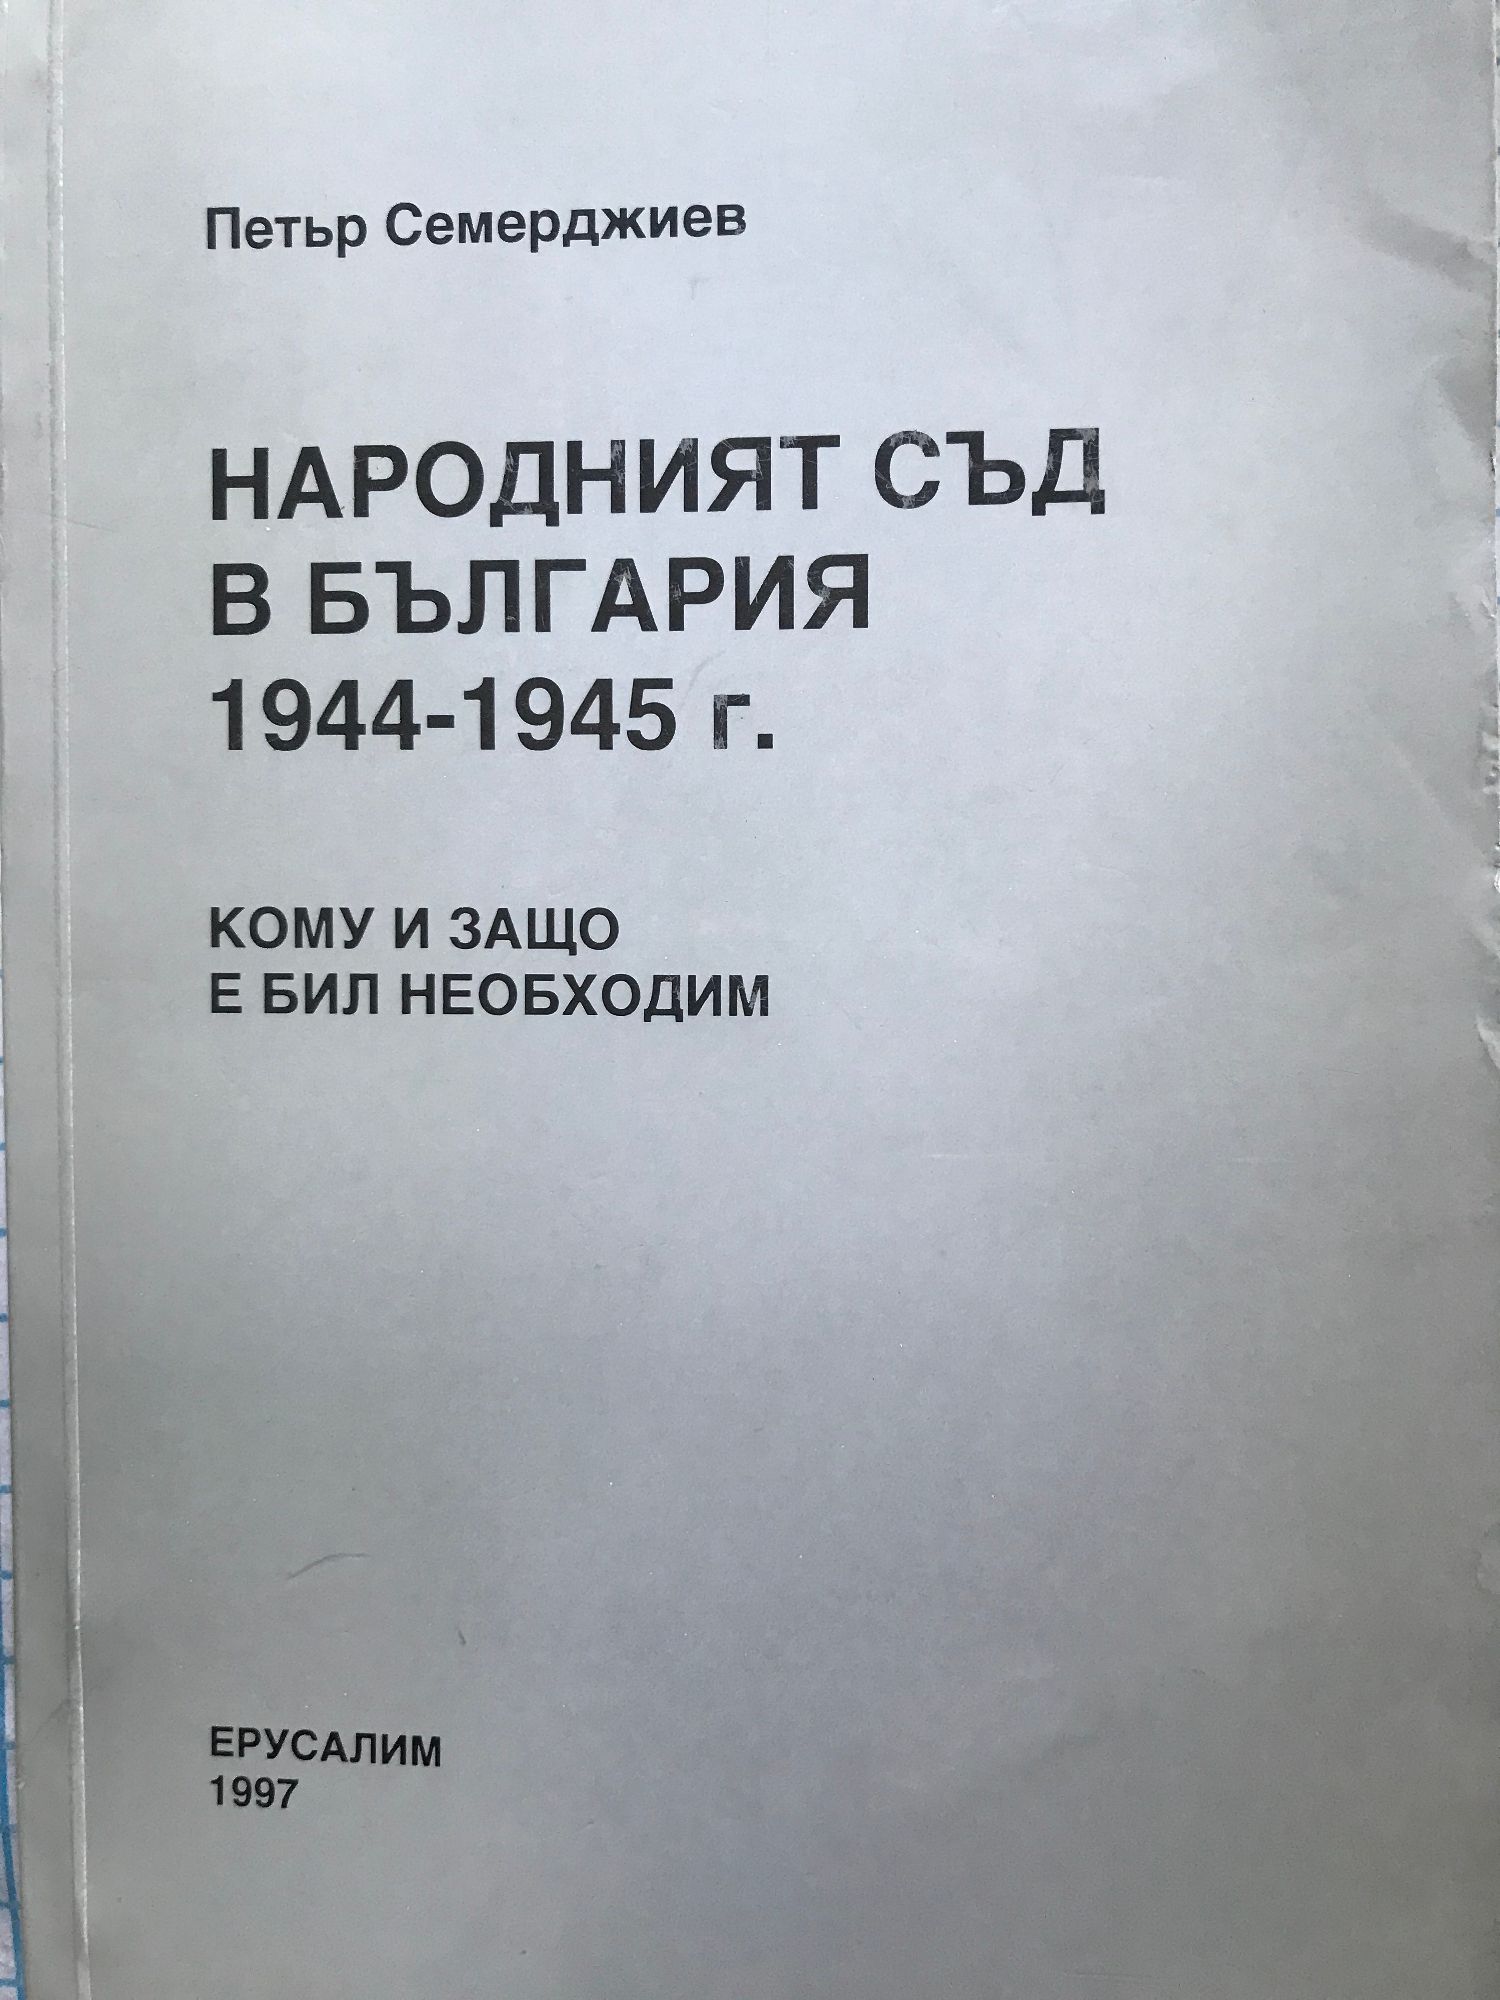 Петър Семерджиев
НАРОДНИЯТ СЪД
В БЪЛГАРИЯ
1944-1945 г.
КОМУ И ЗАЩО
Е БИЛ НЕОБХОДИМ
ЕРУСАЛИМ
1997